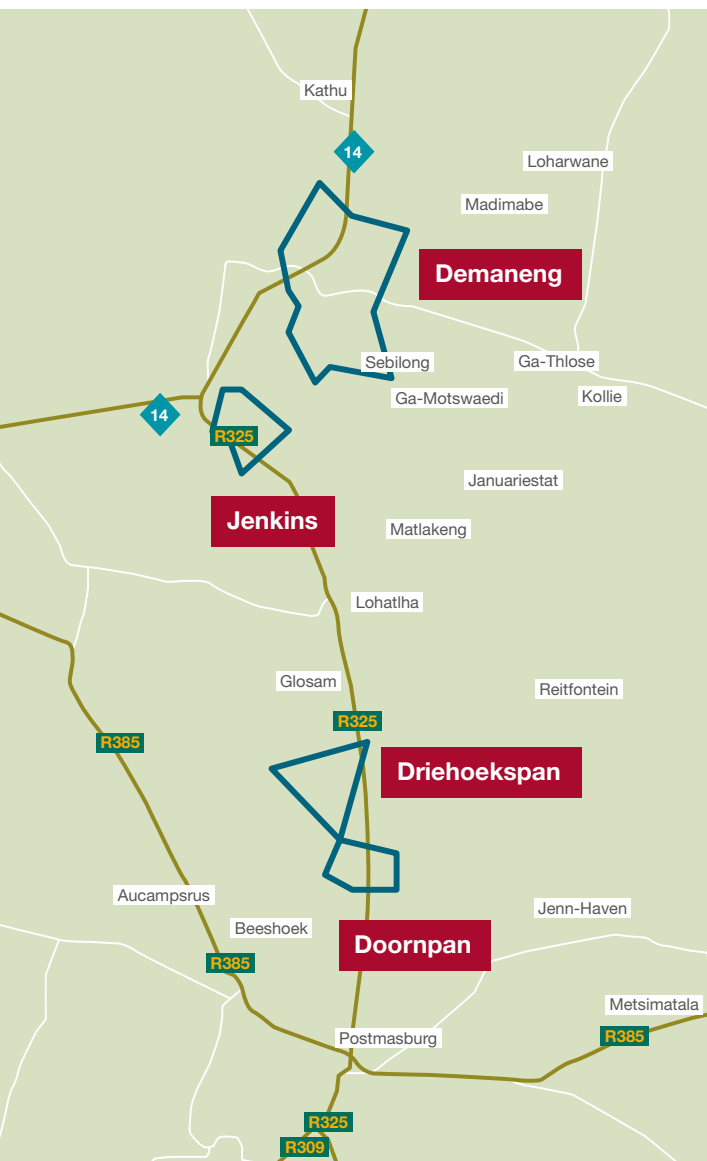 Kathu
14
Loharwane
Madimabe
Demaneng
Sebilong
Ga-Thlose
Ga-Motswaedi
Kollie
14
R325
Januariestat
Jenkins
Matlakeng
Lohatlha
Glosam
Reitfontein
R325
R385
Driehoekspan
Aucampsrus
Jenn-Haven
Beeshoek
Doornpan
R385
Metsimatala
Postmasburg
R385
R325
R309